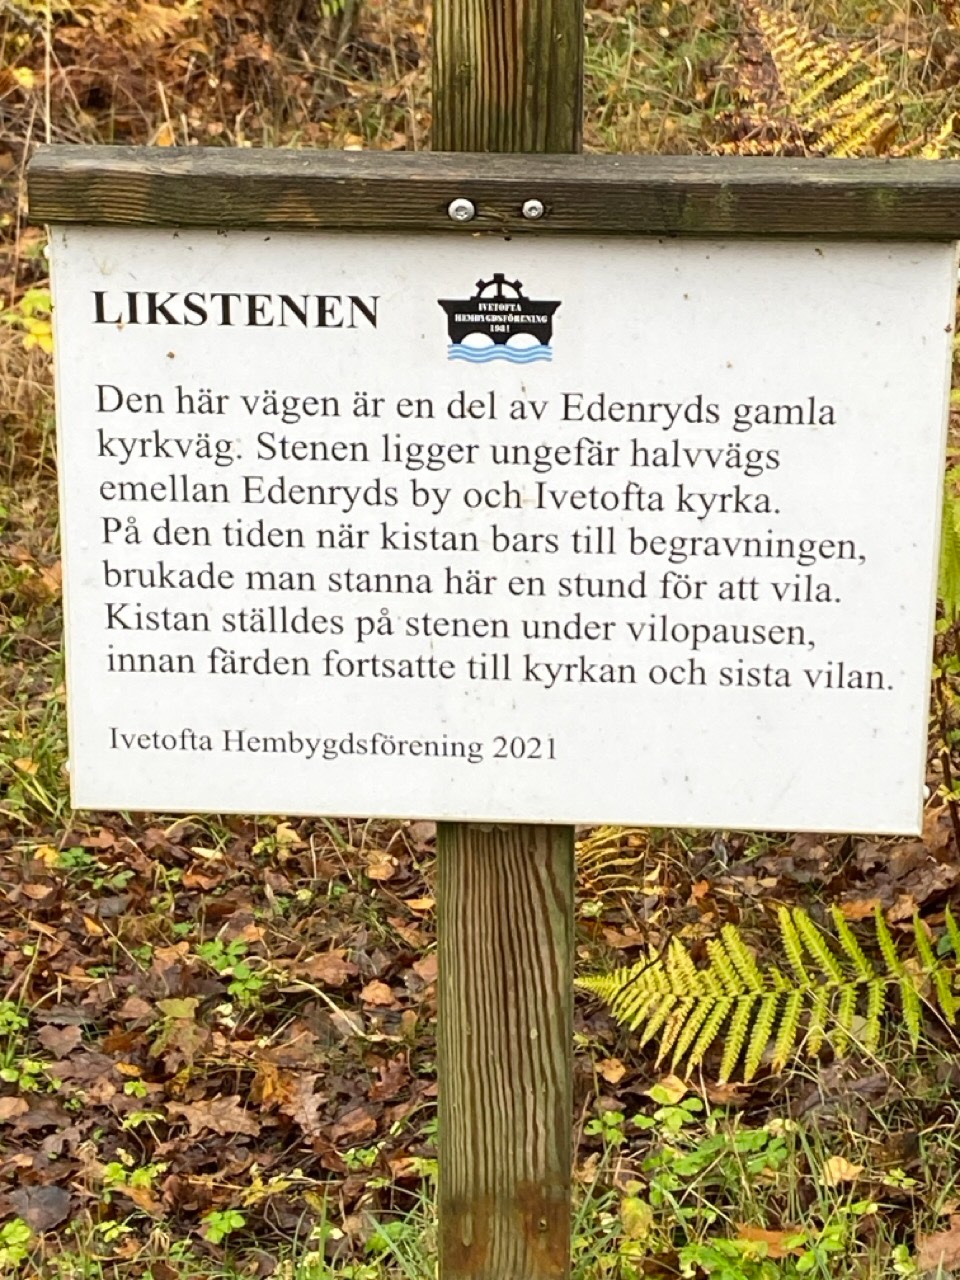 LIKSTENEN
IVETOFTA
HEMBYGDSFÖRENING
1981
Den här vägen är en del av Edenryds gamla
kyrkväg. Stenen ligger ungefär halvvägs
emellan Edenryds by och Ivetofta kyrka.
På den tiden när kistan bars till begravningen,
brukade man stanna här en stund för att vila.
Kistan ställdes på stenen under vilopausen,
innan färden fortsatte till kyrkan och sista vilan.
Ivetofta Hembygdsförening 2021